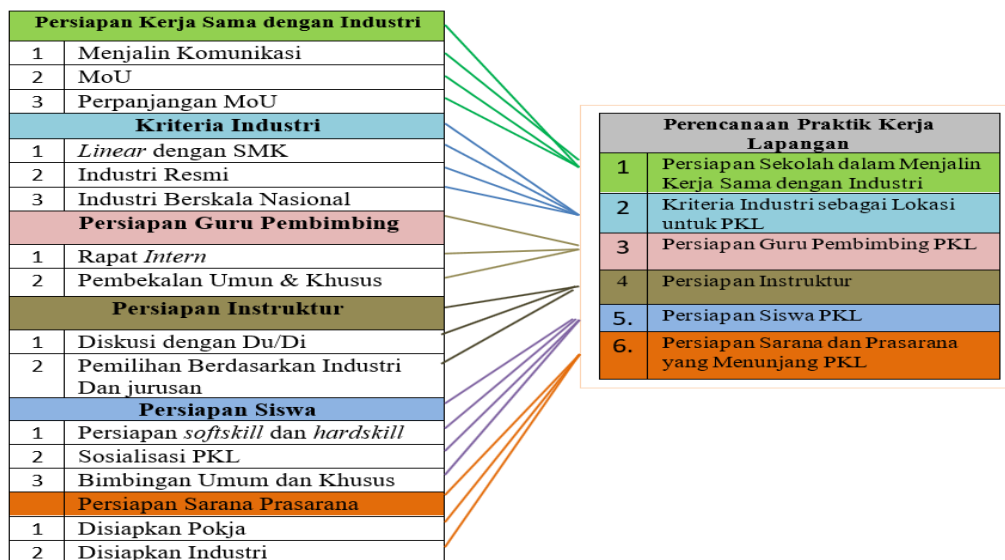 Persiapan Kerja Sama dengan Industri
1 Menjalin Komunikasi
2 MoU
3 Perpanjangan MoU
Kriteria Industri
1 Linear dengan SMK
2 Industri Resmi
3 Industri Berskala Nasional
Persiapan Guru Pembimbing
1 Rapat Intern
2 Pembekalan Umun & Khusus
Persiapan Instruktur
1 Diskusi dengan Du/Di
2 Pemilihan Berdasarkan Industri
Dan jurusan
Persiapan Siswa
1 Persiapan softskill dan hardskill
2 Sosialisasi PKL
3 Bimbingan Umum dan Khusus
Persiapan Sarana Prasarana
1 Disiapkan Pokja
2 Disiapkan Industri
Perencanaan Praktik Kerja
Lapangan
1 Persiapan Sekolah dalam Menjalin
Kerja Sama dengan Industri
2 Kriteria Industri sebagai Lokasi
untuk PKL
3 Persiapan Guru Pembimbing PKL
4 Persiapan Instruktur
5. Persiapan Siswa PKL
6. Persiapan Sarana dan Prasarana
yang Menunjang PKL